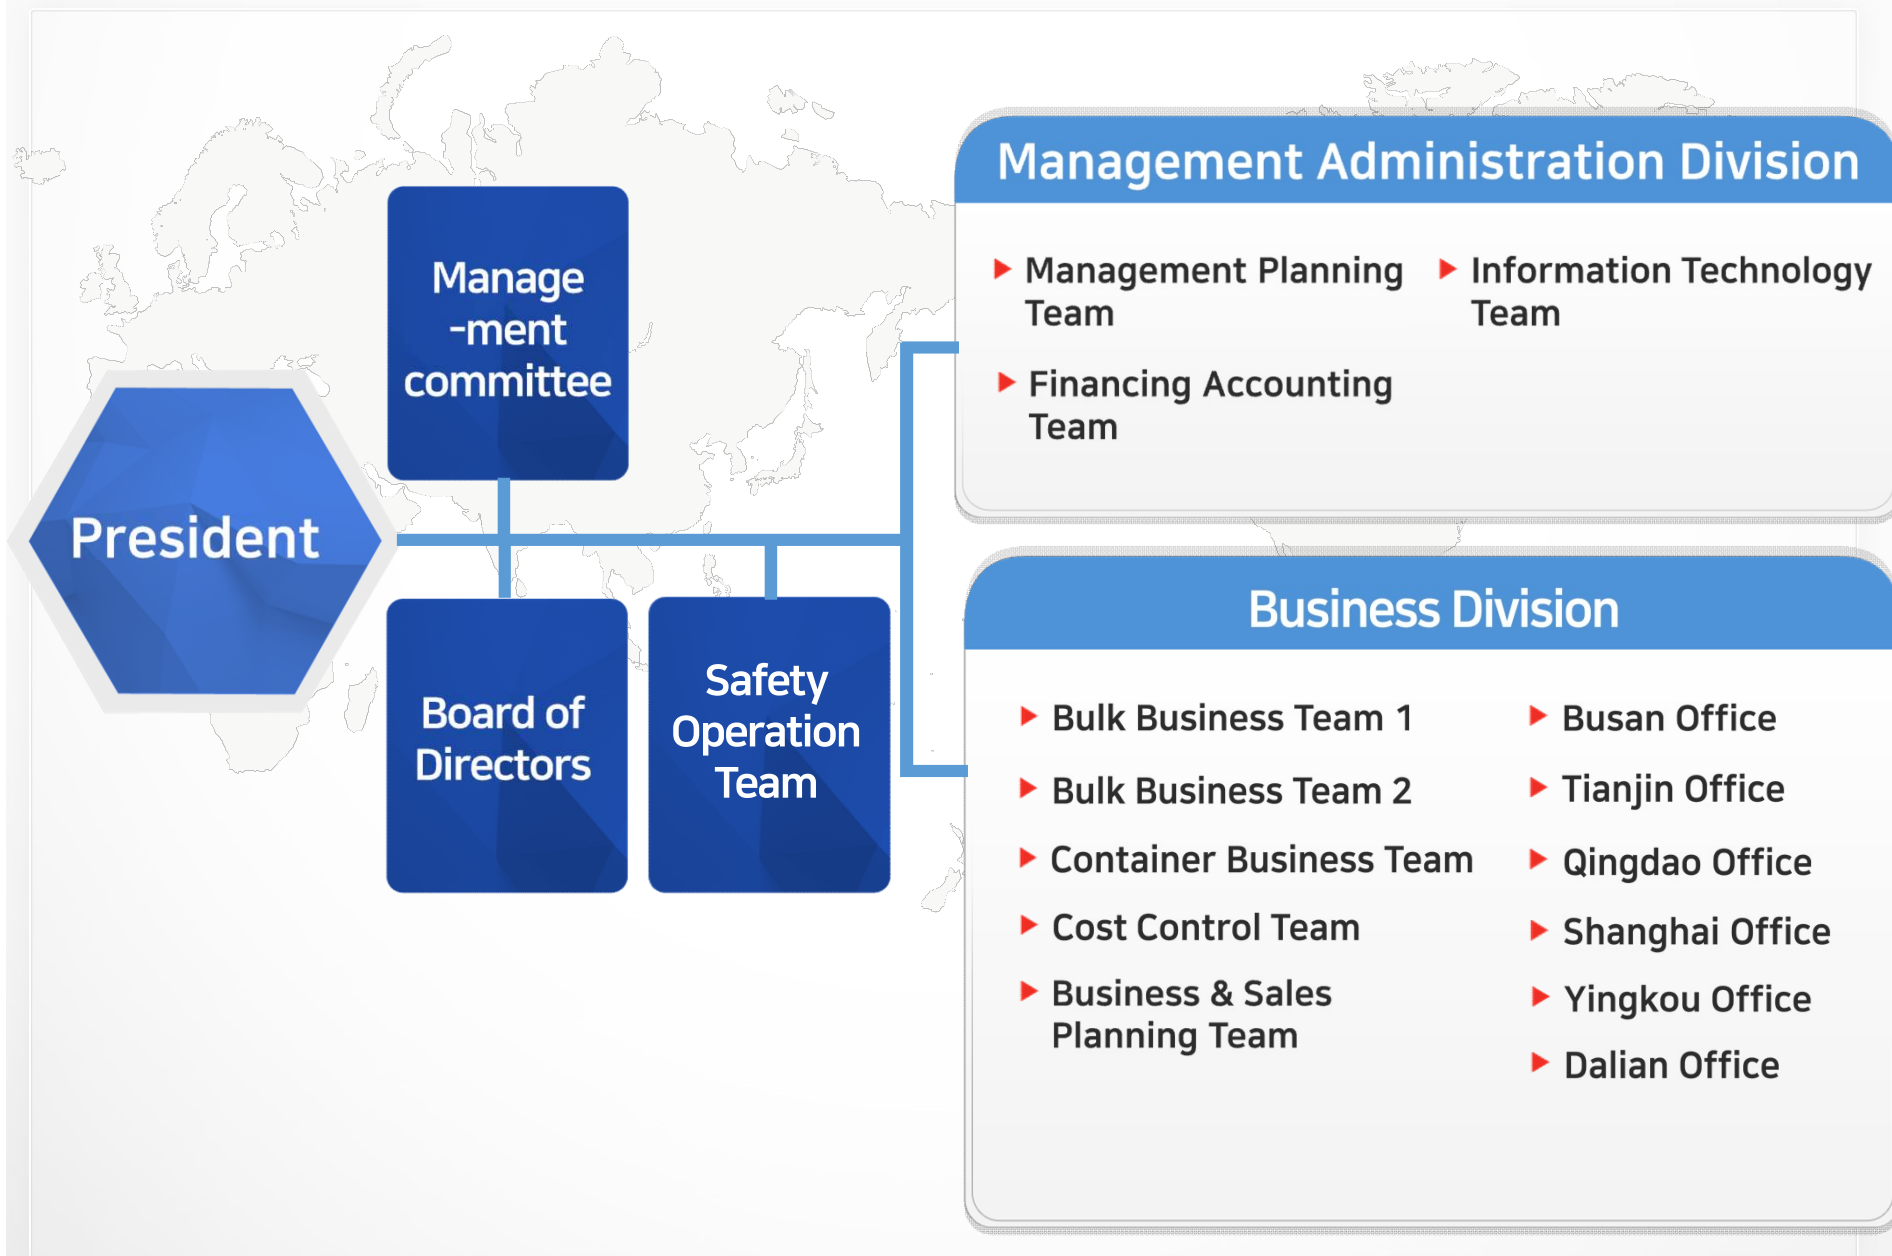 President
Manage
-ment
committee
Board of
Directors
Safety
Operation
Team
Management Administration Division
Management Planning
Team
Information Technology
Team
Financing Accounting
Team
Business Division
Bulk Business Team 1
Bulk Business Team 2
Container Business Team
Cost Control Team
Business & Sales
Planning Team
Busan Office
Tianjin Office
Qingdao Office
Shanghai Office
Yingkou Office
Dalian Office